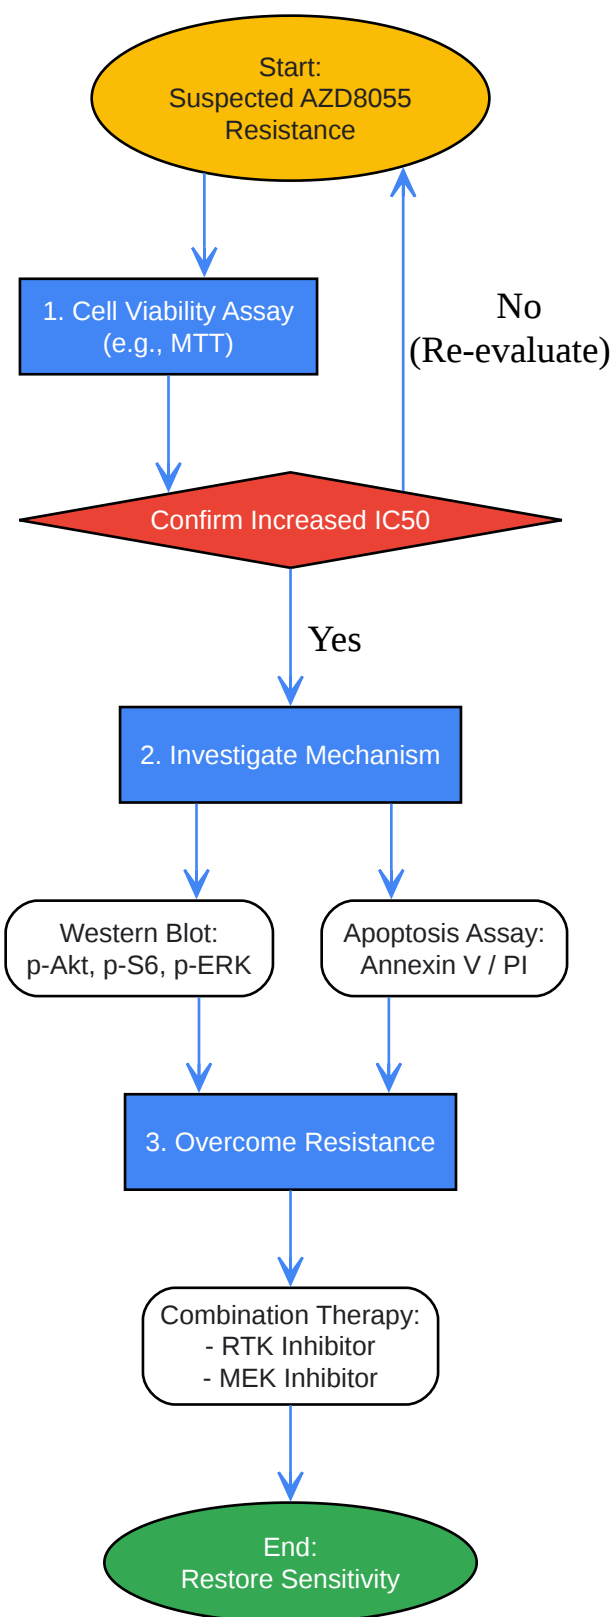 Start:
Suspected AZD8055
Resistance
1. Cell Viability Assay
(e.g., MTT)
No
(Re-evaluate)
Confirm Increased IC50
Yes
2. Investigate Mechanism
Western Blot:
p-Akt, p-S6, p-ERK
Apoptosis Assay:
Annexin V / PI
3. Overcome Resistance
Combination Therapy:
- RTK Inhibitor
- MEK Inhibitor
End:
Restore Sensitivity